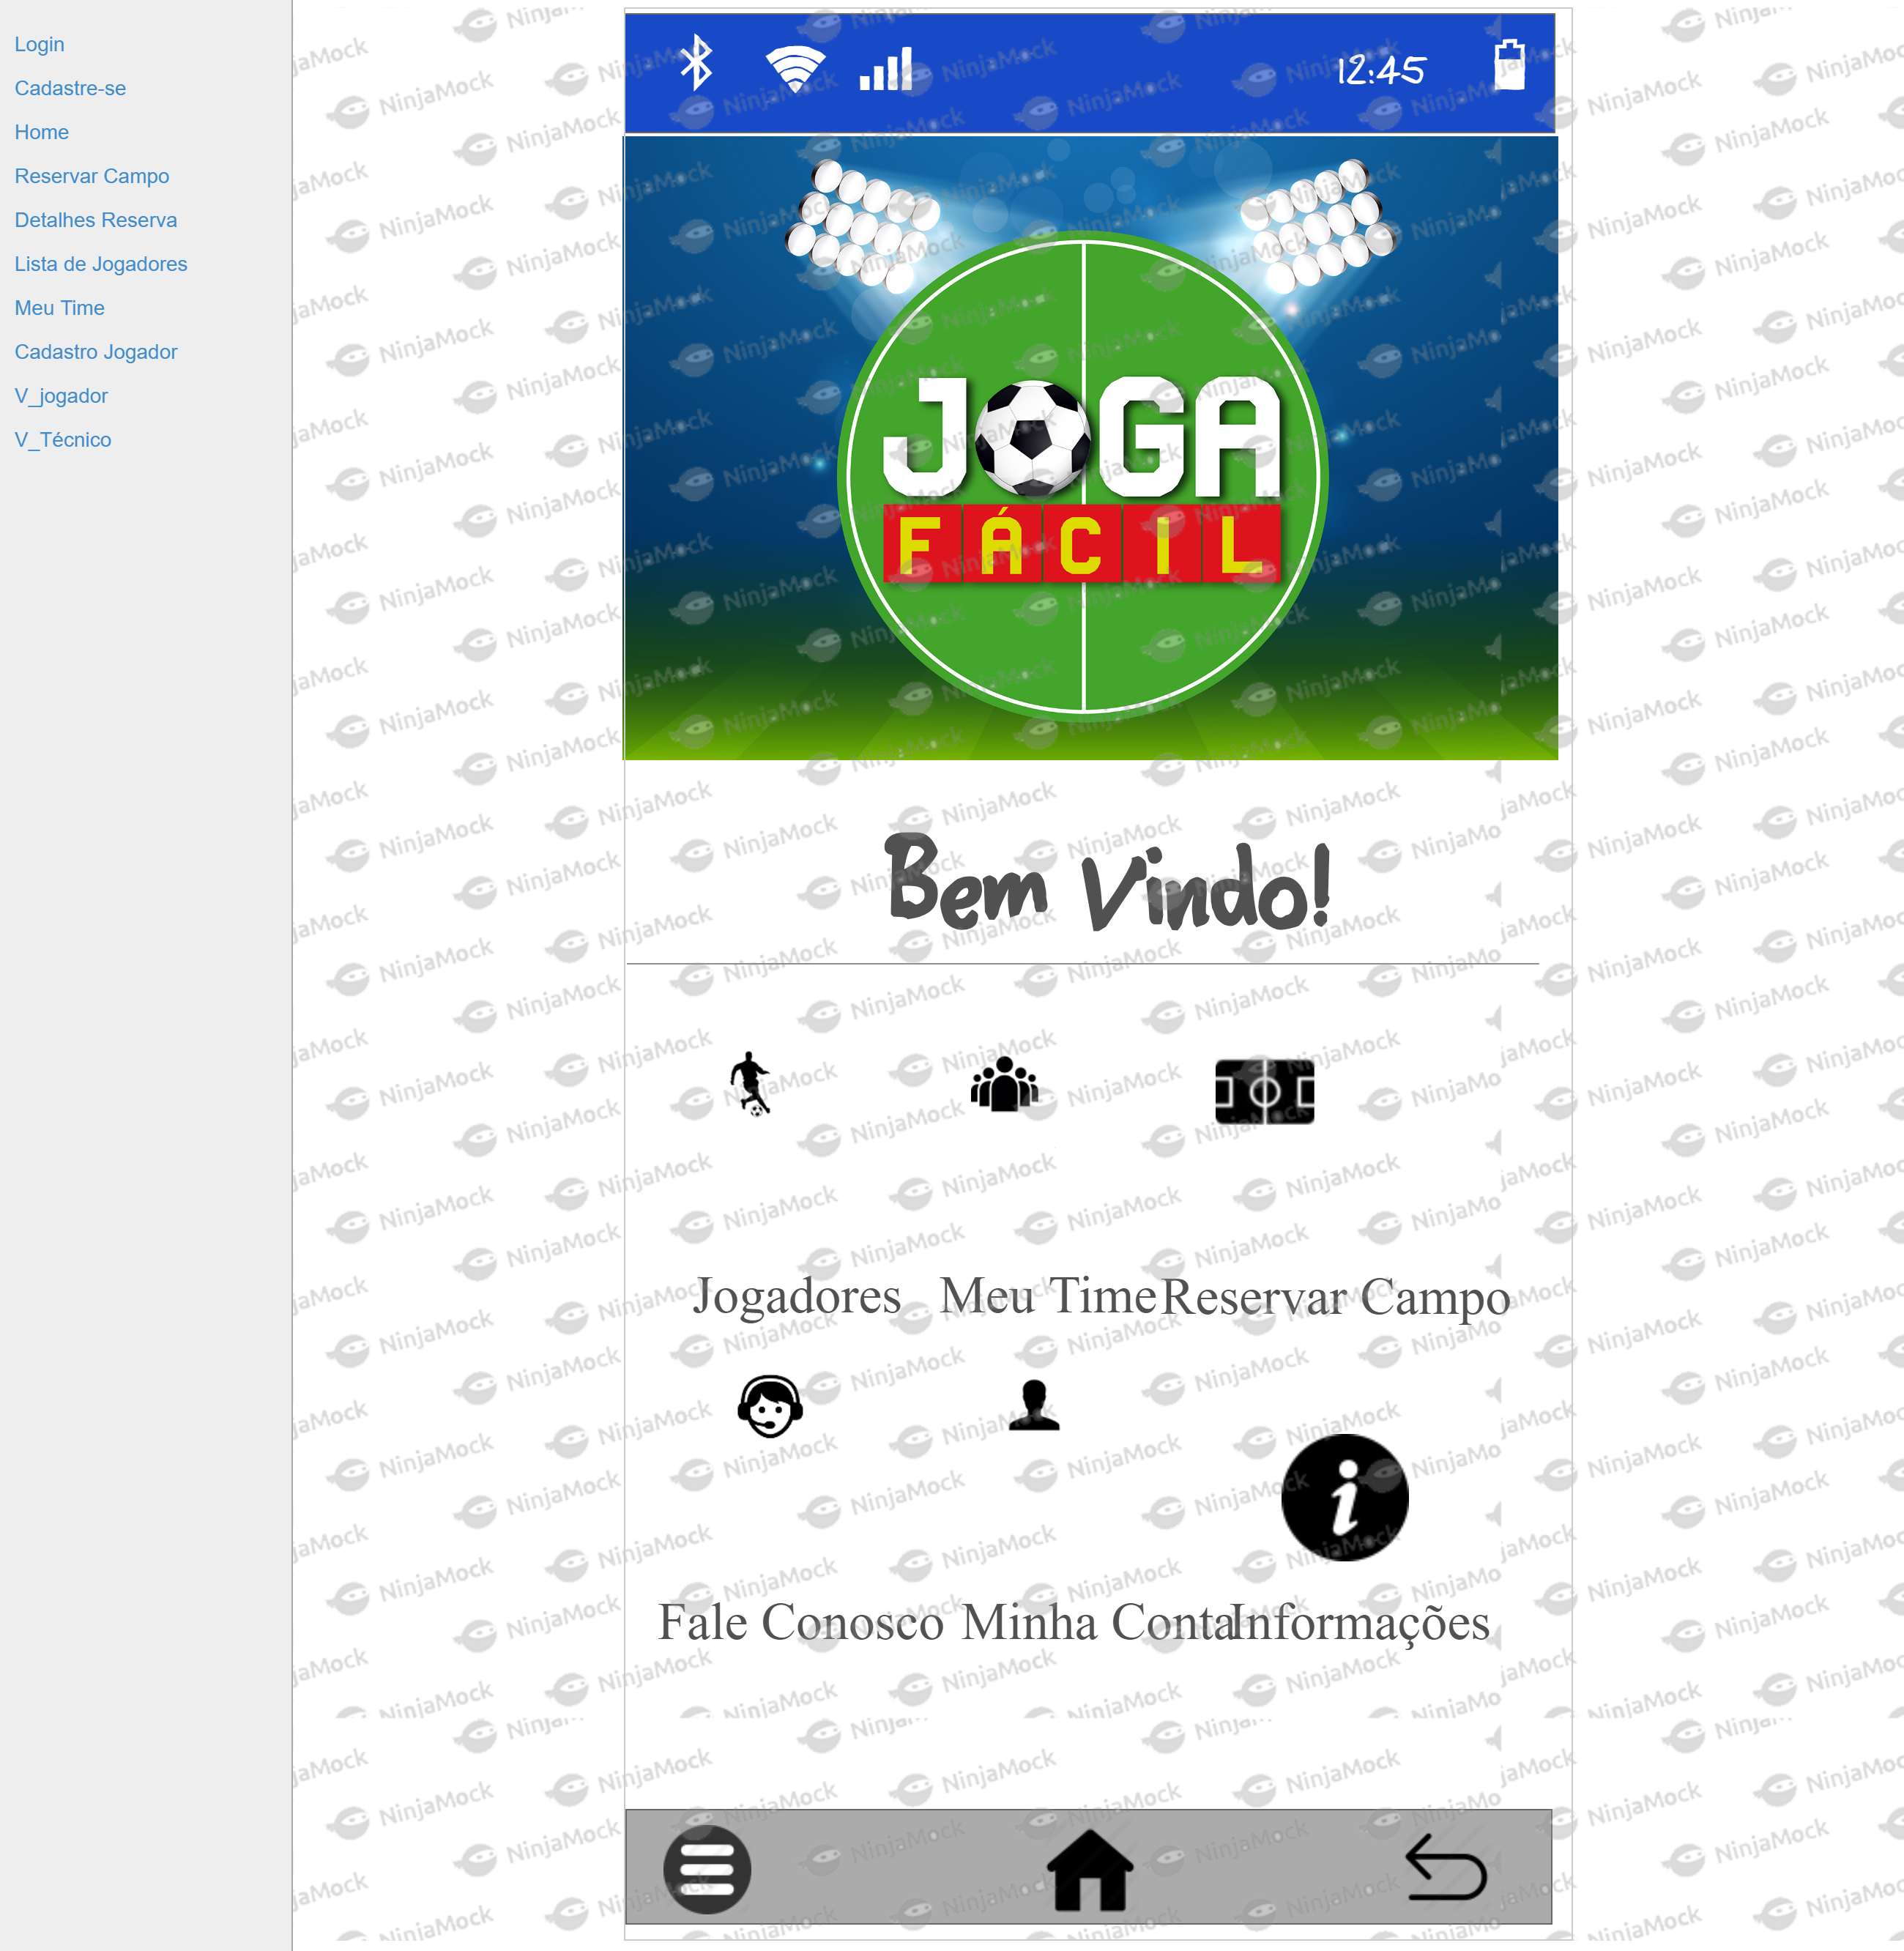 Login
Cadastre-se
Home
Reservar Campo
Detalhes Reserva
Lista de Jogadores
Meu Time
Cadastro Jogador
V_jogador
V_Técnico
12:45
JOGA
FÁCIL
Bem Vindo!
Jogadores Meu Time Reservar Campo
Fale Conosco Minha Conta Informações
NinjaMock